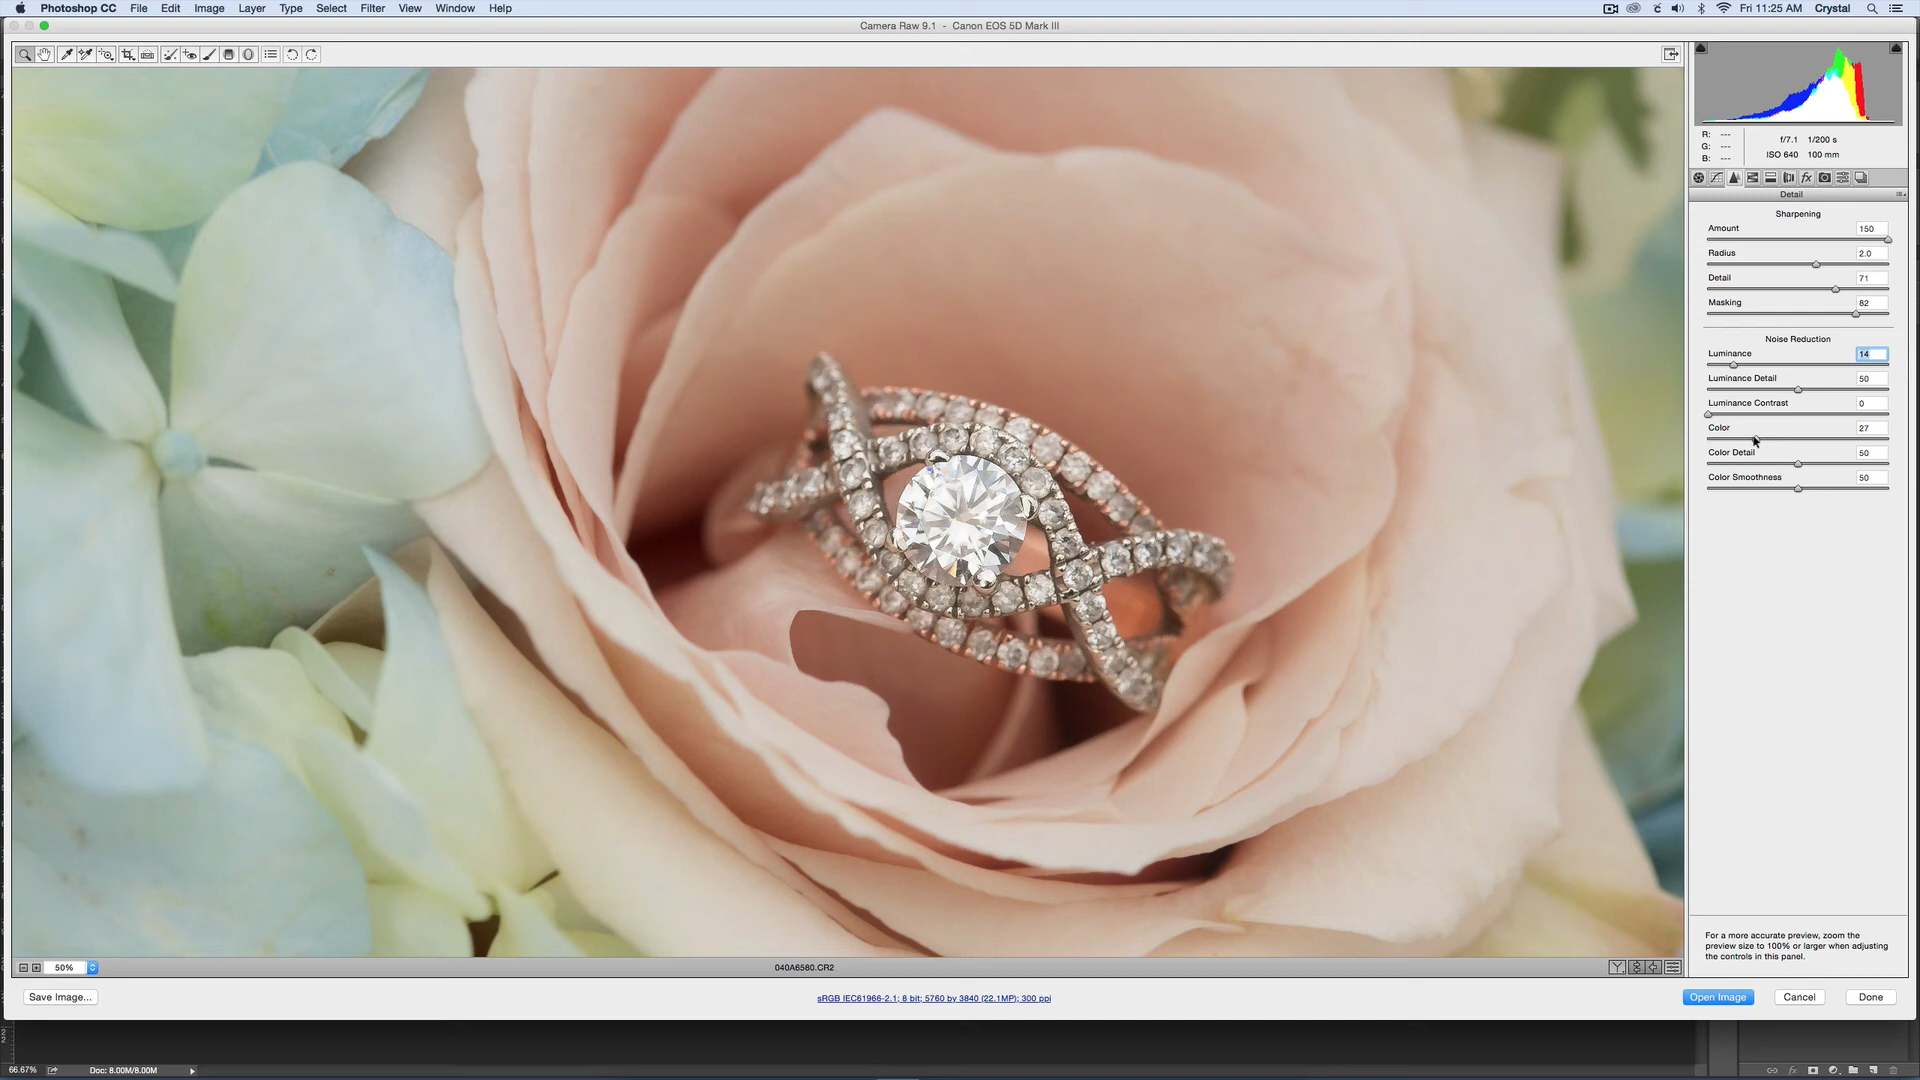 Photoshop CC File Edit Image Layer Type Select Filter View Window Help Fri 11:25 AM Crystal
Camera Raw 9.1 - Canon EOS 5D Mark III
R: ---
G: ---
B: ---
f/7.1 1/200 s
ISO 640 100 mm
fx
Detail
Sharpening
Amount 150
Radius 2.0
Detail 71
Masking 82
Noise Reduction
Luminance 14
Luminance Detail 50
Luminance Contrast 0
Color 27
Color Detail 50
Color Smoothness 50
For a more accurate preview, zoom the
preview size to 100% or larger when adjusting
the controls in this panel.
50% 040A6580.CR2
Save Image... sRGB IEC61966-2.1; 8 bit; 5760 by 3840 (22.1MP); 300 ppi Open Image Cancel Done
2
2
66.67% Doc: 8.00M/8.00M fx